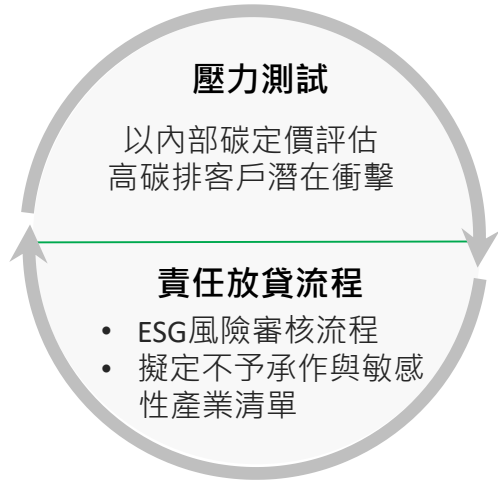 壓力測試
以內部碳定價評估
高碳排客戶潛在衝擊
責任放貸流程
• ESG風險審核流程
• 擬定不予承作與敏感
性產業清單